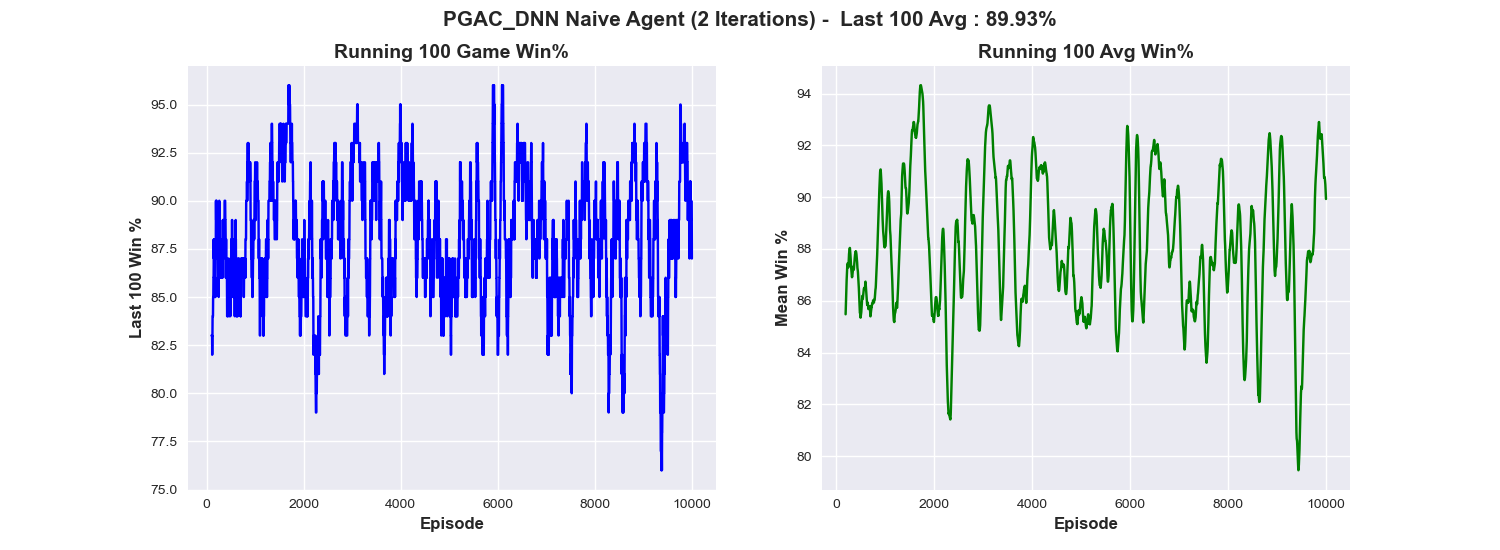 PGAC_DNN Naive Agent (2 Iterations) -  Last 100 Avg : 89.93%
Running 100 Game Win%
Last 100 Win %
95.0
92.5
90.0
87.5
85.0
82.5
80.0
77.5
75.0
0 2000 4000 6000 8000 10000
Episode
Running 100 Avg Win%
Mean Win %
94
92
90
88
86
84
82
80
0 2000 4000 6000 8000 10000
Episode